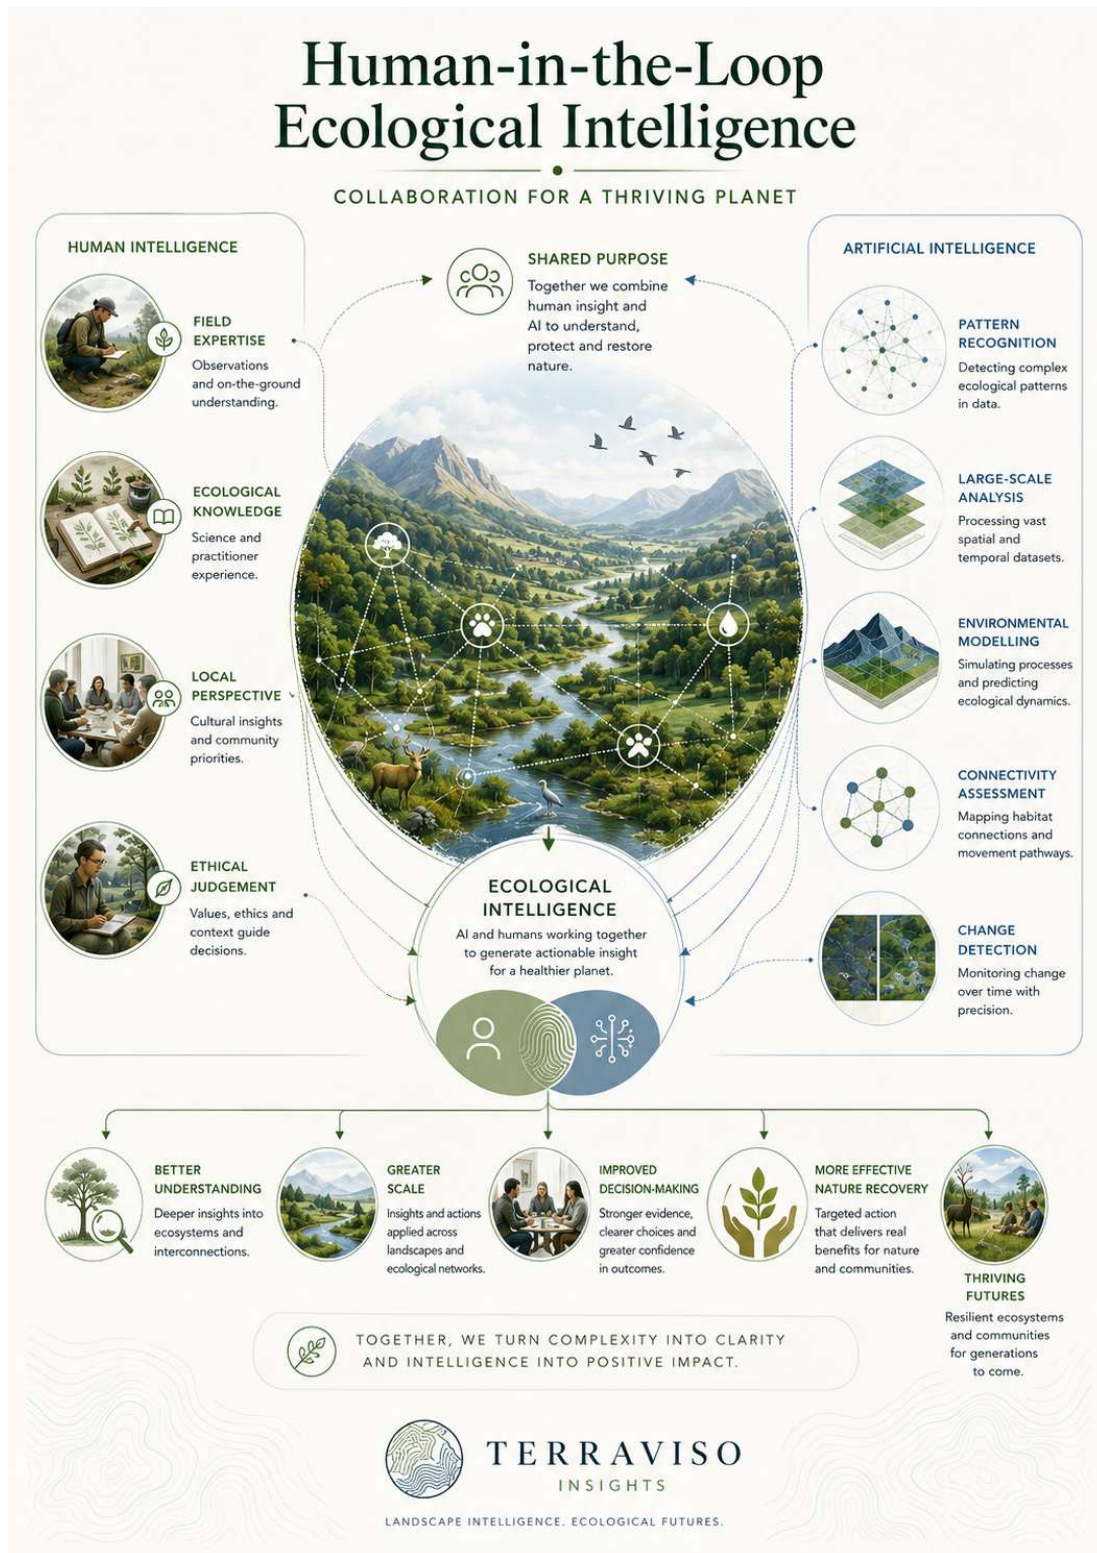 Human-in-the-Loop
Ecological Intelligence
COLLABORATION FOR A THRIVING PLANET
HUMAN INTELLIGENCE
FIELD
EXPERTISE
Observations
and on-the-ground
understanding.
ECOLOGICAL
KNOWLEDGE
Science and
practitioner
experience.
LOCAL
PERSPECTIVE
Cultural insights
and community
priorities.
ETHICAL
JUDGEMENT
Values, ethics and
context guide
decisions.
SHARED PURPOSE
Together we combine
human insight and
AI to understand,
protect and restore
nature.
ARTIFICIAL INTELLIGENCE
PATTERN
RECOGNITION
Detecting complex
ecological patterns
in data.
LARGE-SCALE
ANALYSIS
Processing vast
spatial and
temporal datasets.
ENVIRONMENTAL
MODELLING
Simulating processes
and predicting
ecological dynamics.
CONNECTIVITY
ASSESSMENT
Mapping habitat
connections and
movement pathways.
CHANGE
DETECTION
Monitoring change
over time with
precision.
ECOLOGICAL
INTELLIGENCE
AI and humans working together
to generate actionable insight
for a healthier planet.
BETTER
UNDERSTANDING
Deeper insights into
ecosystems and
interconnections.
GREATER
SCALE
Insights and actions
applied across
landscapes and
ecological networks.
IMPROVED
DECISION-MAKING
Stronger evidence,
clearer choices and
greater confidence
in outcomes.
MORE EFFECTIVE
NATURE RECOVERY
Targeted action
that delivers real
benefits for nature
and communities.
THRIVING
FUTURES
Resilient ecosystems
and communities
for generations
to come.
TOGETHER, WE TURN COMPLEXITY INTO CLARITY
AND INTELLIGENCE INTO POSITIVE IMPACT.
TERRAVISO
INSIGHTS
LANDSCAPE INTELLIGENCE. ECOLOGICAL FUTURES.